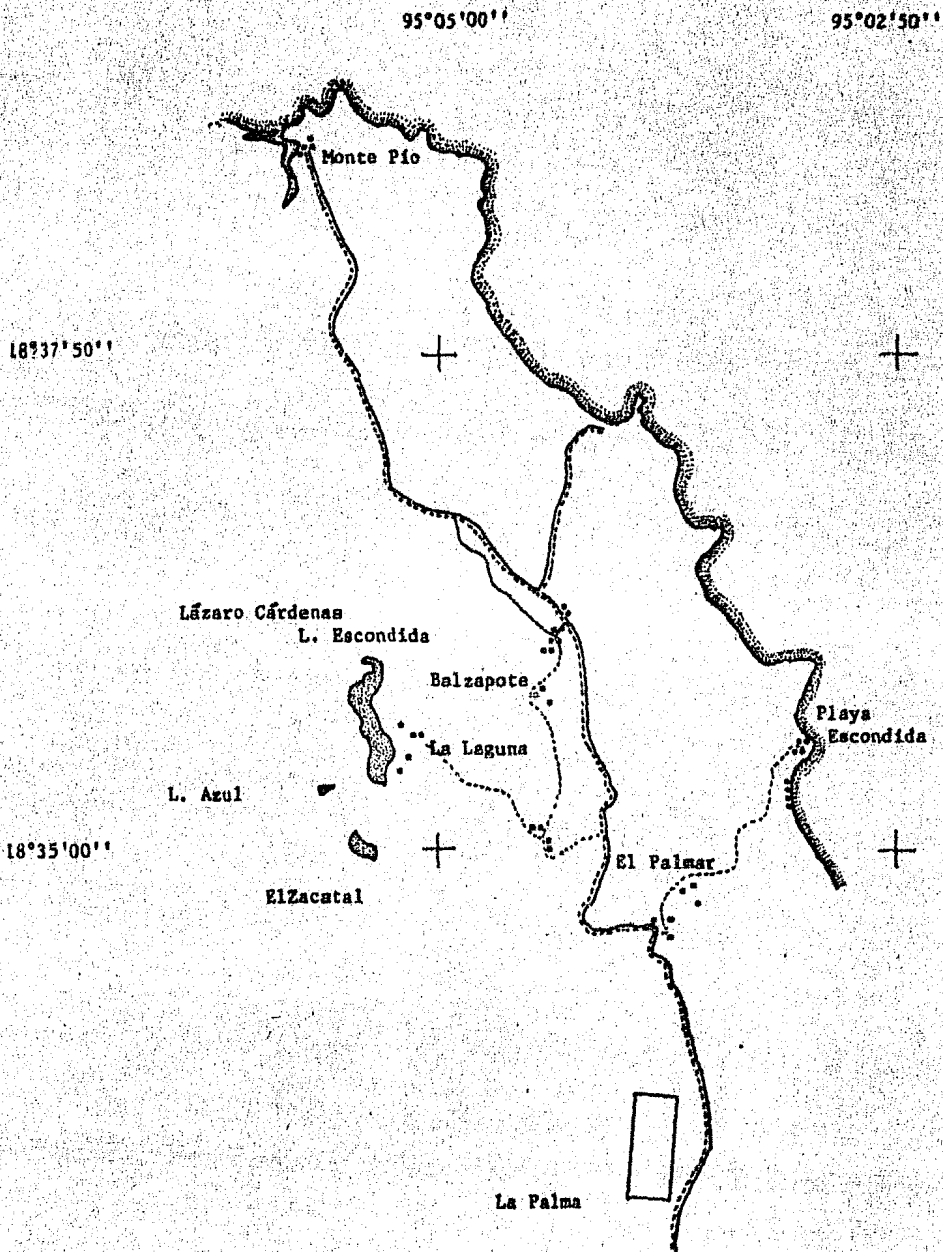 95°05'00''
95°02'50''
Monte Pío
18°37'50''
Lázaro Cárdenas
L. Escondida
Balzapote
Playa
Escondida
La Laguna
L. Azul
18°35'00''
El Palmar
ElZacatal
La Palma